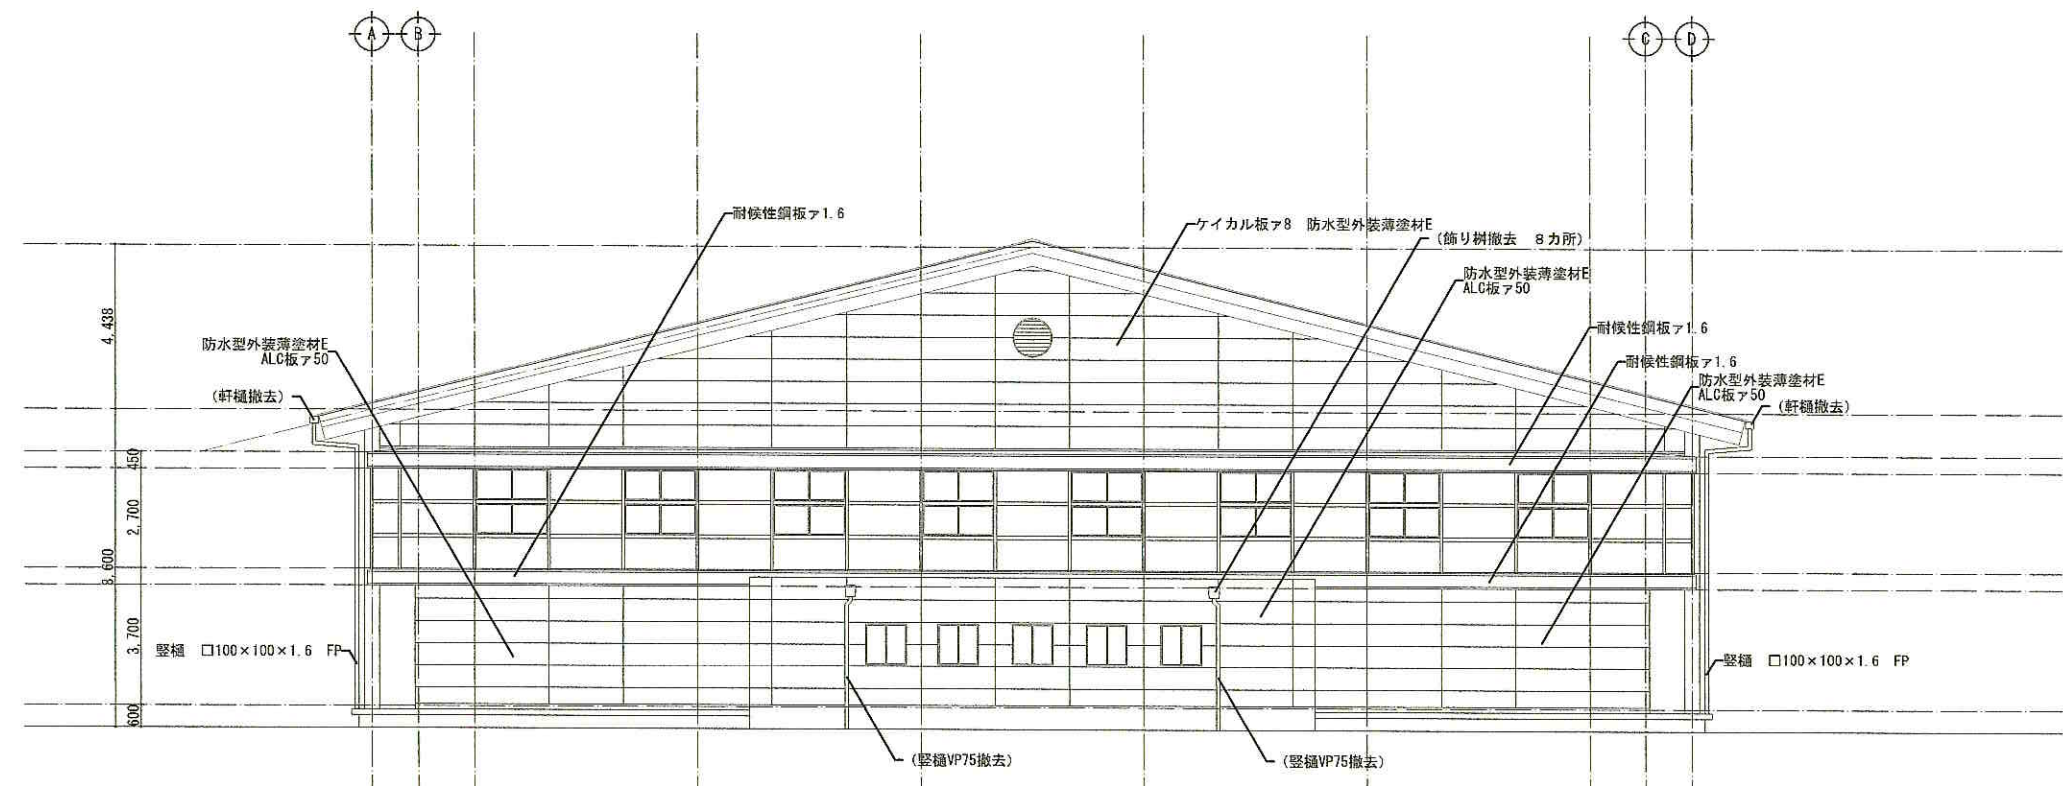 A
B
C
D
耐候性鋼板ァ1.6
ケイカル板ァ8 防水型外装薄塗材E
(飾り桝撤去 8カ所)
防水型外装薄塗材E
ALC板ァ50
耐候性鋼板ァ1.6
耐候性鋼板ァ1.6
防水型外装薄塗材E
ALC板ァ50
(軒樋撤去)
防水型外装薄塗材E
ALC板ァ50
(軒樋撤去)
4,438
450
2,700
8,600
3,700
600
竪樋 □100×100×1.6 FP
竪樋 □100×100×1.6 FP
(竪樋VP75撤去)
(竪樋VP75撤去)